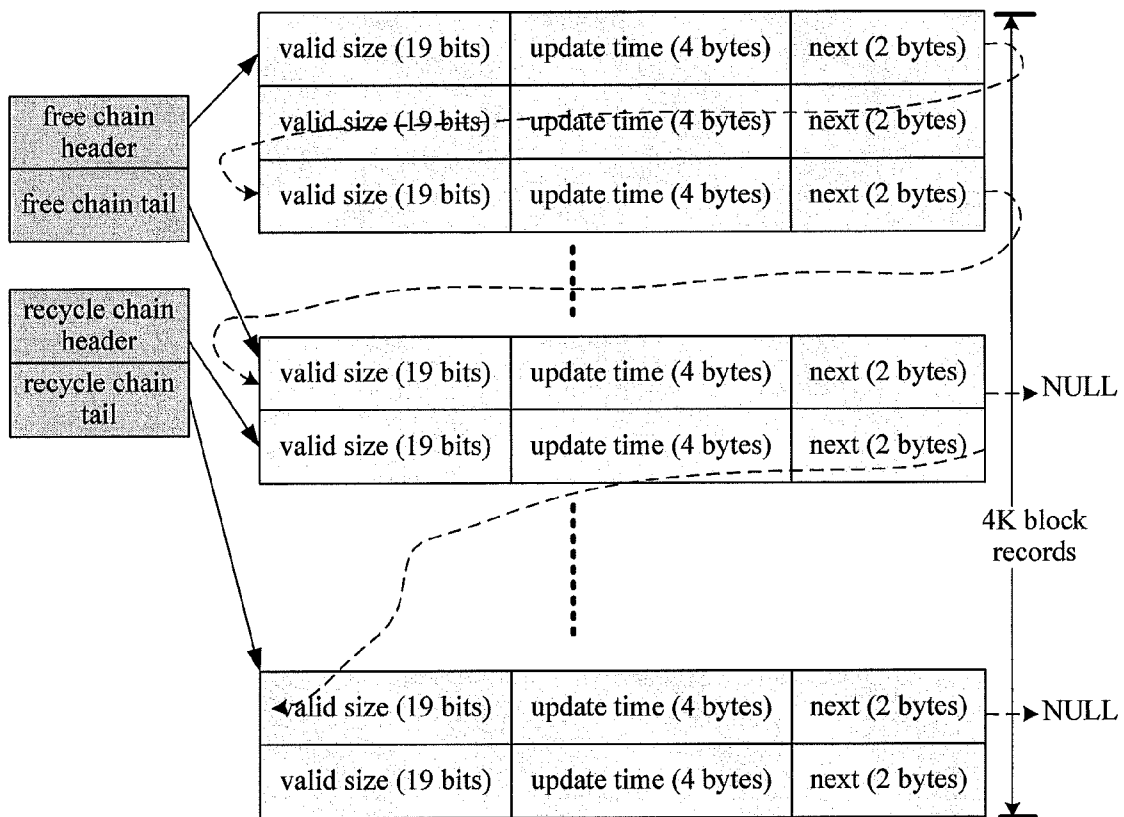 valid size (19 bits) update time (4 bytes) next (2 bytes)
free chain
header
valid size (19 bits) update time (4 bytes) next (2 bytes)
free chain tail
valid size (19 bits) update time (4 bytes) next (2 bytes)
recycle chain
header
recycle chain
tail
valid size (19 bits) update time (4 bytes) next (2 bytes)
NULL
valid size (19 bits) update time (4 bytes) next (2 bytes)
4K block
records
valid size (19 bits) update time (4 bytes) next (2 bytes)
NULL
valid size (19 bits) update time (4 bytes) next (2 bytes)